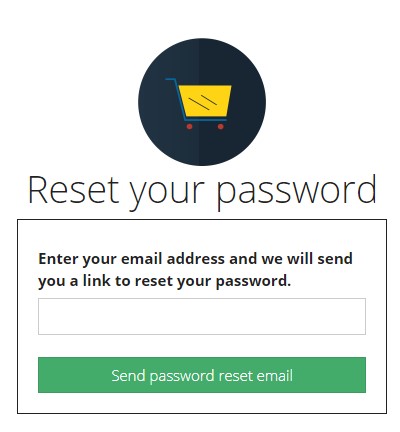 Reset your password
Enter your email address and we will send
you a link to reset your password.
Send password reset email